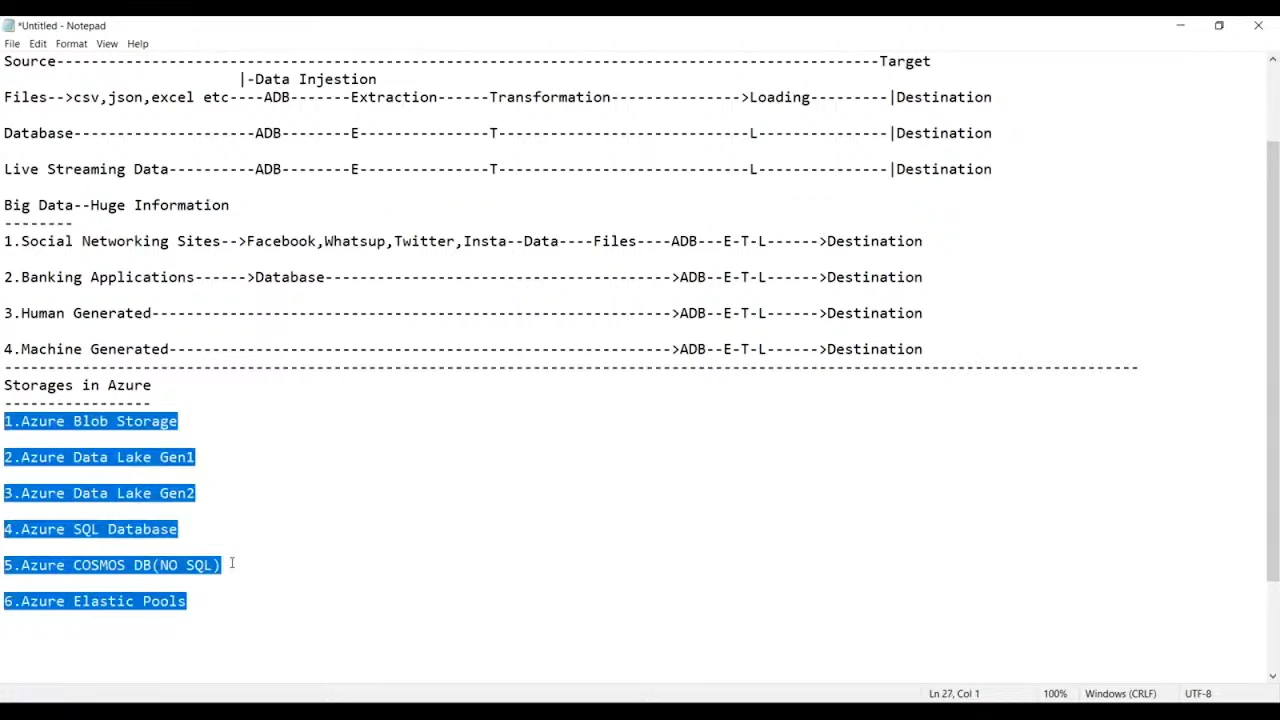 *Untitled - Notepad
File Edit Format View Help
Source-----------------------------------------------------------------------------------------------Target
|-Data Injestion
Files-->csv,json,excel etc----ADB-------Extraction------Transformation--------------->Loading---------|Destination
Database---------------------ADB-------E---------------T-----------------------------L---------------|Destination
Live Streaming Data----------ADB-------E---------------T-----------------------------L---------------|Destination
Big Data--Huge Information
--------
1.Social Networking Sites-->Facebook,Whatsup,Twitter,Insta--Data----Files----ADB---E-T-L------>Destination
2.Banking Applications------>Database---------------------------------------->ADB--E-T-L------>Destination
3.Human Generated------------------------------------------------------------>ADB--E-T-L------>Destination
4.Machine Generated---------------------------------------------------------->ADB--E-T-L------>Destination
-----------------------------------------------------------------------------------------------------------------------------------
Storages in Azure
-----------------
1.Azure Blob Storage
2.Azure Data Lake Gen1
3.Azure Data Lake Gen2
4.Azure SQL Database
5.Azure COSMOS DB(NO SQL)
6.Azure Elastic Pools
Ln 27, Col 1 100% Windows (CRLF) UTF-8